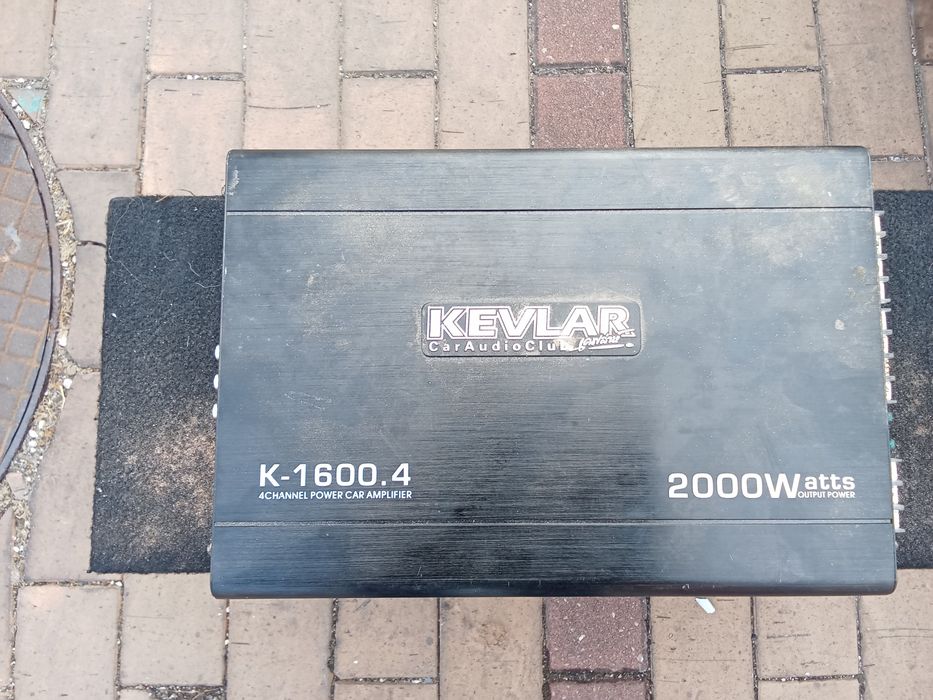 KEVLAR
CarAudioClub
K-1600.4
4CHANNEL POWER CAR AMPLIFIER
2000Watts
OUTPUT POWER